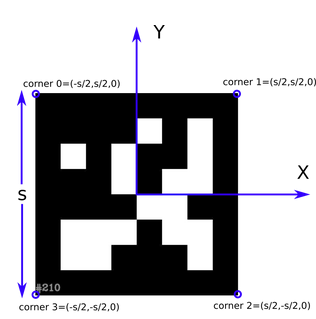 Y
corner 0=(-s/2,s/2,0)
corner 1=(s/2,s/2,0)
X
s
#210
corner 3=(-s/2,-s/2,0)
corner 2=(s/2,-s/2,0)